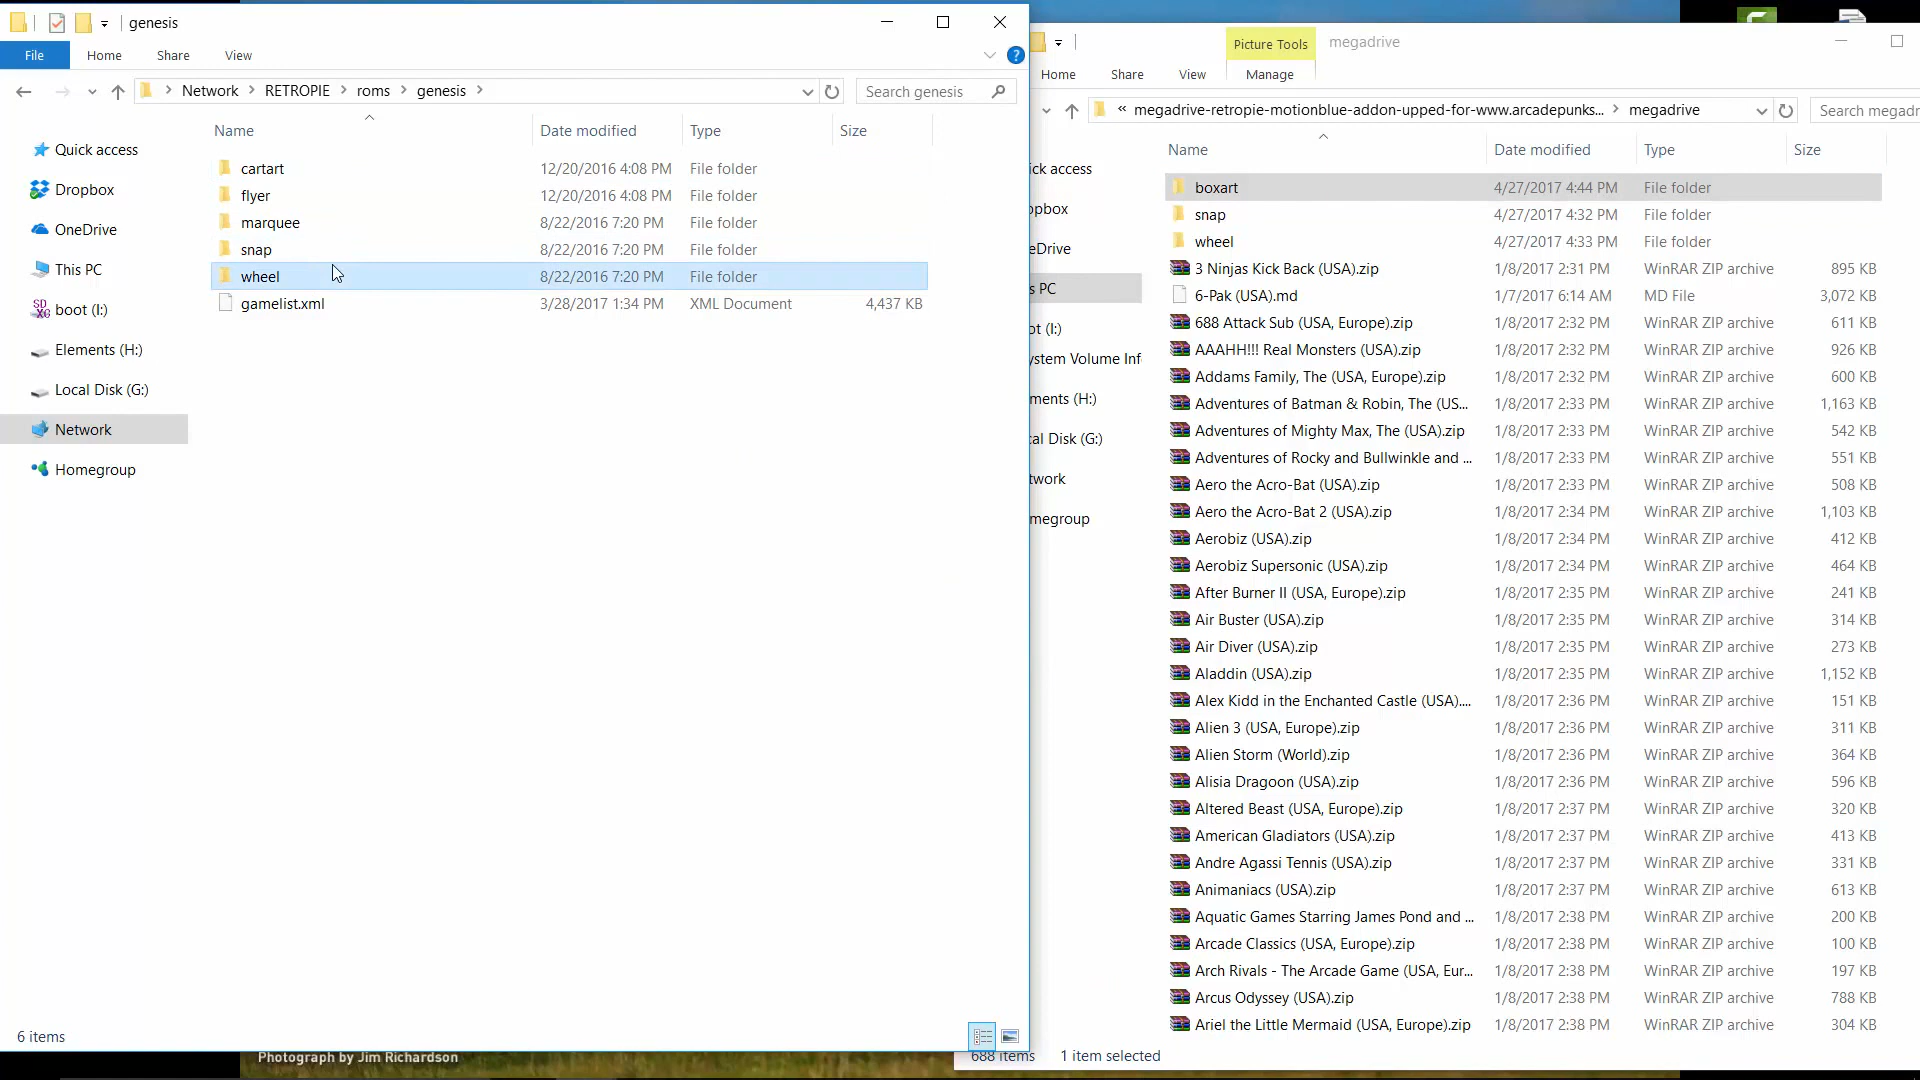 genesis
File Home Share View
Network RETROPIE roms genesis
Search genesis
Name Date modified Type Size
Quick access
Dropbox
OneDrive
This PC
boot (I:)
Elements (H:)
Local Disk (G:)
Network
Homegroup
cartart 12/20/2016 4:08 PM File folder
flyer 12/20/2016 4:08 PM File folder
marquee 8/22/2016 7:20 PM File folder
snap 8/22/2016 7:20 PM File folder
wheel 8/22/2016 7:20 PM File folder
gamelist.xml 3/28/2017 1:34 PM XML Document 4,437 KB
6 items
Photograph by Jim Richardson
Picture Tools megadrive
Home Share View Manage
« megadrive-retropie-motionblue-addon-upped-for-www.arcadepunks... megadrive
Search megadr
Name Date modified Type Size
ick access
opbox
eDrive
s PC
ot (I:)
ystem Volume Inf
ments (H:)
cal Disk (G:)
twork
megroup
boxart 4/27/2017 4:44 PM File folder
snap 4/27/2017 4:32 PM File folder
wheel 4/27/2017 4:33 PM File folder
3 Ninjas Kick Back (USA).zip 1/8/2017 2:31 PM WinRAR ZIP archive 895 KB
6-Pak (USA).md 1/7/2017 6:14 AM MD File 3,072 KB
688 Attack Sub (USA, Europe).zip 1/8/2017 2:32 PM WinRAR ZIP archive 611 KB
AAAHH!!! Real Monsters (USA).zip 1/8/2017 2:32 PM WinRAR ZIP archive 926 KB
Addams Family, The (USA, Europe).zip 1/8/2017 2:32 PM WinRAR ZIP archive 600 KB
Adventures of Batman & Robin, The (US... 1/8/2017 2:33 PM WinRAR ZIP archive 1,163 KB
Adventures of Mighty Max, The (USA).zip 1/8/2017 2:33 PM WinRAR ZIP archive 542 KB
Adventures of Rocky and Bullwinkle and ... 1/8/2017 2:33 PM WinRAR ZIP archive 551 KB
Aero the Acro-Bat (USA).zip 1/8/2017 2:33 PM WinRAR ZIP archive 508 KB
Aero the Acro-Bat 2 (USA).zip 1/8/2017 2:34 PM WinRAR ZIP archive 1,103 KB
Aerobiz (USA).zip 1/8/2017 2:34 PM WinRAR ZIP archive 412 KB
Aerobiz Supersonic (USA).zip 1/8/2017 2:34 PM WinRAR ZIP archive 464 KB
After Burner II (USA, Europe).zip 1/8/2017 2:35 PM WinRAR ZIP archive 241 KB
Air Buster (USA).zip 1/8/2017 2:35 PM WinRAR ZIP archive 314 KB
Air Diver (USA).zip 1/8/2017 2:35 PM WinRAR ZIP archive 273 KB
Aladdin (USA).zip 1/8/2017 2:35 PM WinRAR ZIP archive 1,152 KB
Alex Kidd in the Enchanted Castle (USA).... 1/8/2017 2:36 PM WinRAR ZIP archive 151 KB
Alien 3 (USA, Europe).zip 1/8/2017 2:36 PM WinRAR ZIP archive 311 KB
Alien Storm (World).zip 1/8/2017 2:36 PM WinRAR ZIP archive 364 KB
Alisia Dragoon (USA).zip 1/8/2017 2:36 PM WinRAR ZIP archive 596 KB
Altered Beast (USA, Europe).zip 1/8/2017 2:37 PM WinRAR ZIP archive 320 KB
American Gladiators (USA).zip 1/8/2017 2:37 PM WinRAR ZIP archive 413 KB
Andre Agassi Tennis (USA).zip 1/8/2017 2:37 PM WinRAR ZIP archive 331 KB
Animaniacs (USA).zip 1/8/2017 2:37 PM WinRAR ZIP archive 613 KB
Aquatic Games Starring James Pond and ... 1/8/2017 2:38 PM WinRAR ZIP archive 200 KB
Arcade Classics (USA, Europe).zip 1/8/2017 2:38 PM WinRAR ZIP archive 100 KB
Arch Rivals - The Arcade Game (USA, Eur... 1/8/2017 2:38 PM WinRAR ZIP archive 197 KB
Arcus Odyssey (USA).zip 1/8/2017 2:38 PM WinRAR ZIP archive 788 KB
Ariel the Little Mermaid (USA, Europe).zip 1/8/2017 2:38 PM WinRAR ZIP archive 304 KB
688 items 1 item selected